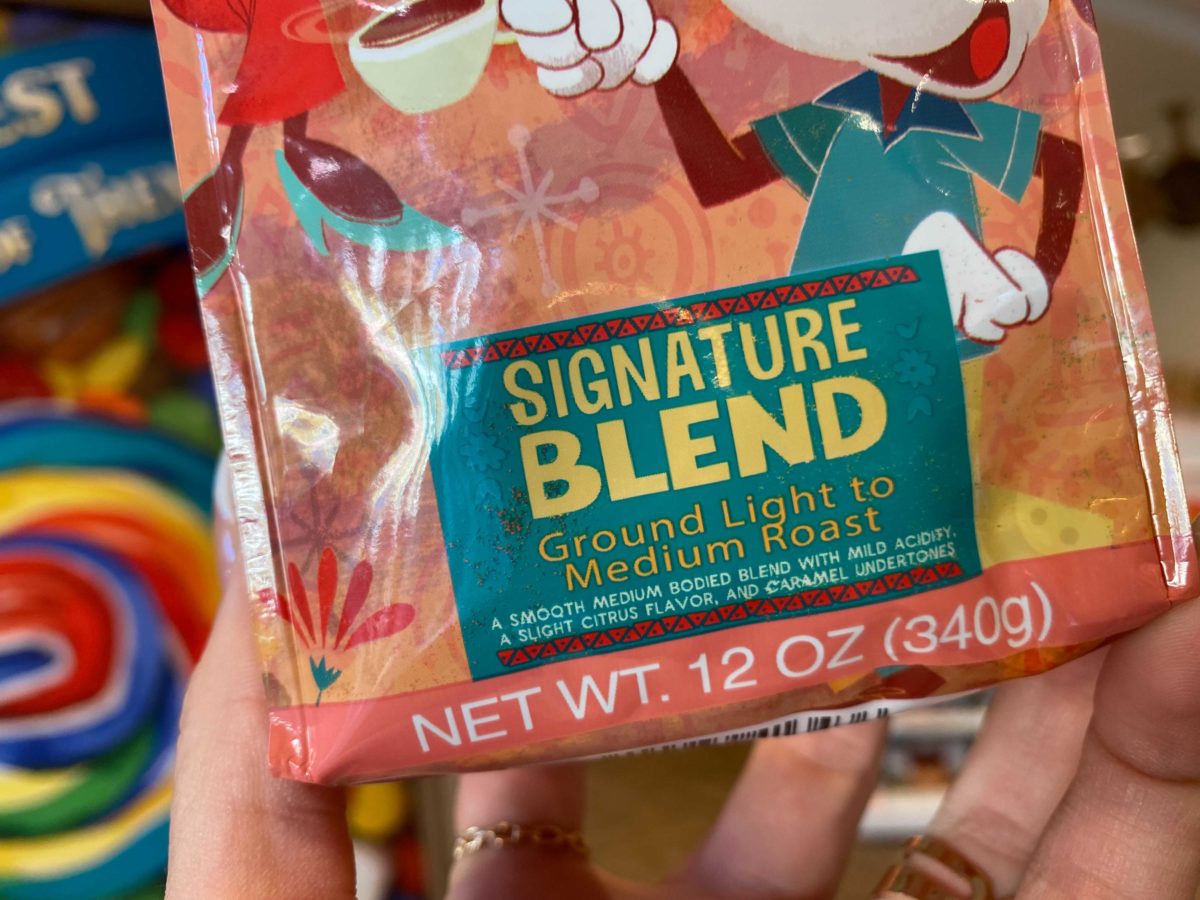 SIGNATURE
BLEND
Ground Light to
Medium Roast
A SMOOTH MEDIUM BODIED BLEND WITH MILD ACIDIFY,
A SLIGHT CITRUS FLAVOR, AND CARAMEL UNDERTONES
NET WT. 12 OZ (340g)